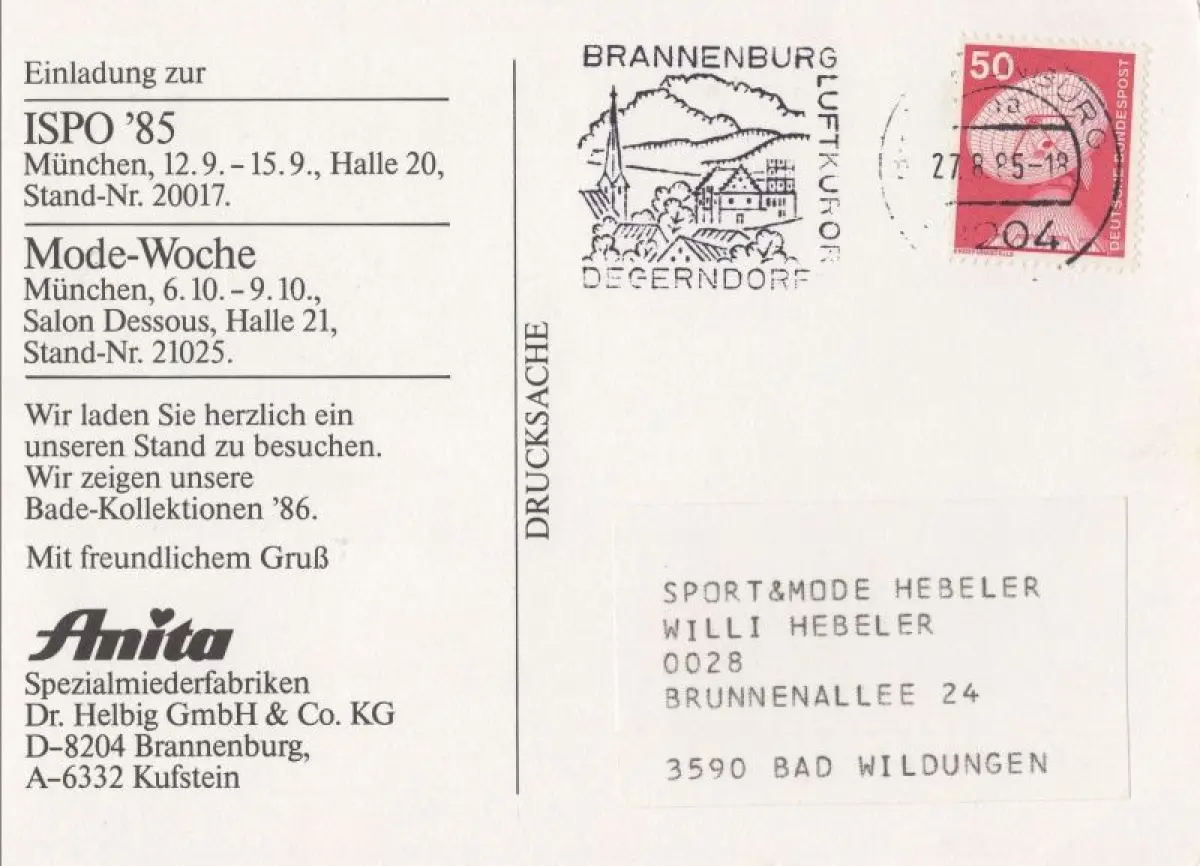 Einladung zur
ISPO ’85
München, 12.9. – 15.9., Halle 20,
Stand-Nr. 20017.
Mode-Woche
München, 6.10. – 9.10.,
Salon Dessous, Halle 21,
Stand-Nr. 21025.
Wir laden Sie herzlich ein
unseren Stand zu besuchen.
Wir zeigen unsere
Bade-Kollektionen ’86.
Mit freundlichem Gruß
Anita
Spezialmiederfabriken
Dr. Helbig GmbH & Co. KG
D–8204 Brannenburg,
A–6332 Kufstein
DRUCKSACHE
BRANNENBURG
LUFTKURORT
DEGERNDORF
50
DEUTSCHE BUNDESPOST
27.8.85-18
8204
SPORT&MODE HEBELER
WILLI HEBELER
0028
BRUNNENALLEE 24
3590 BAD WILDUNGEN